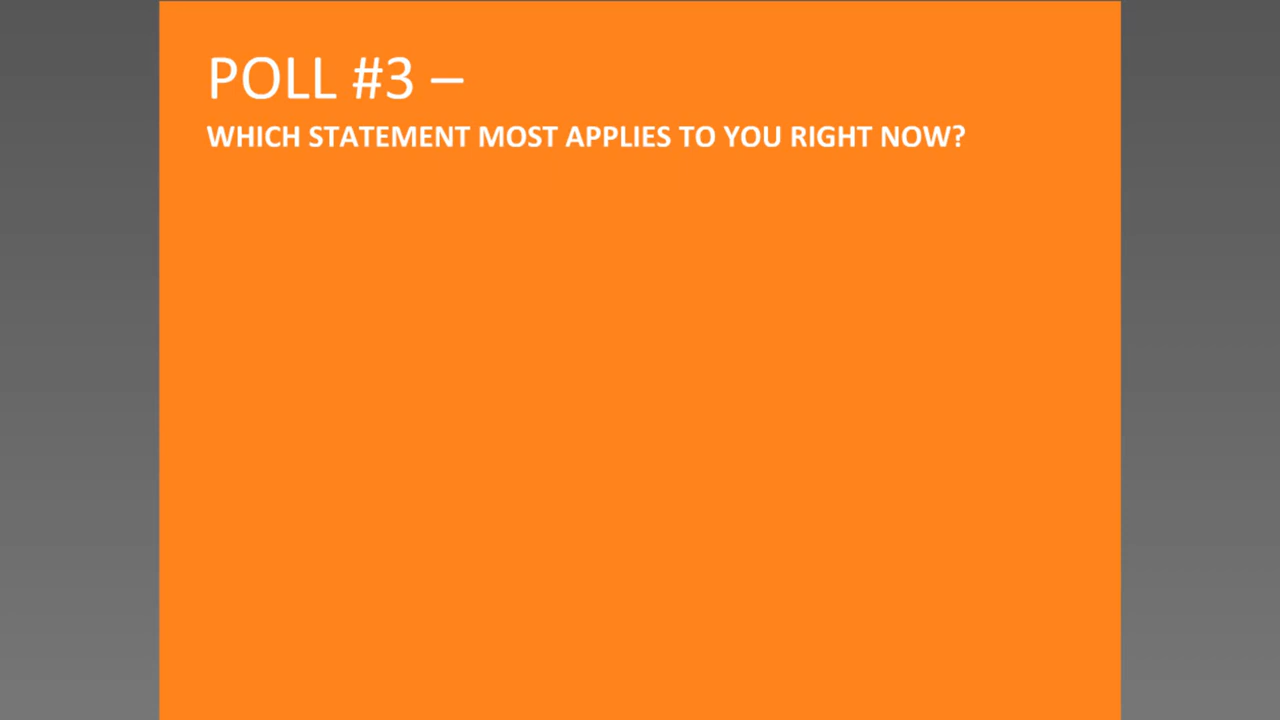 POLL #3 –
WHICH STATEMENT MOST APPLIES TO YOU RIGHT NOW?